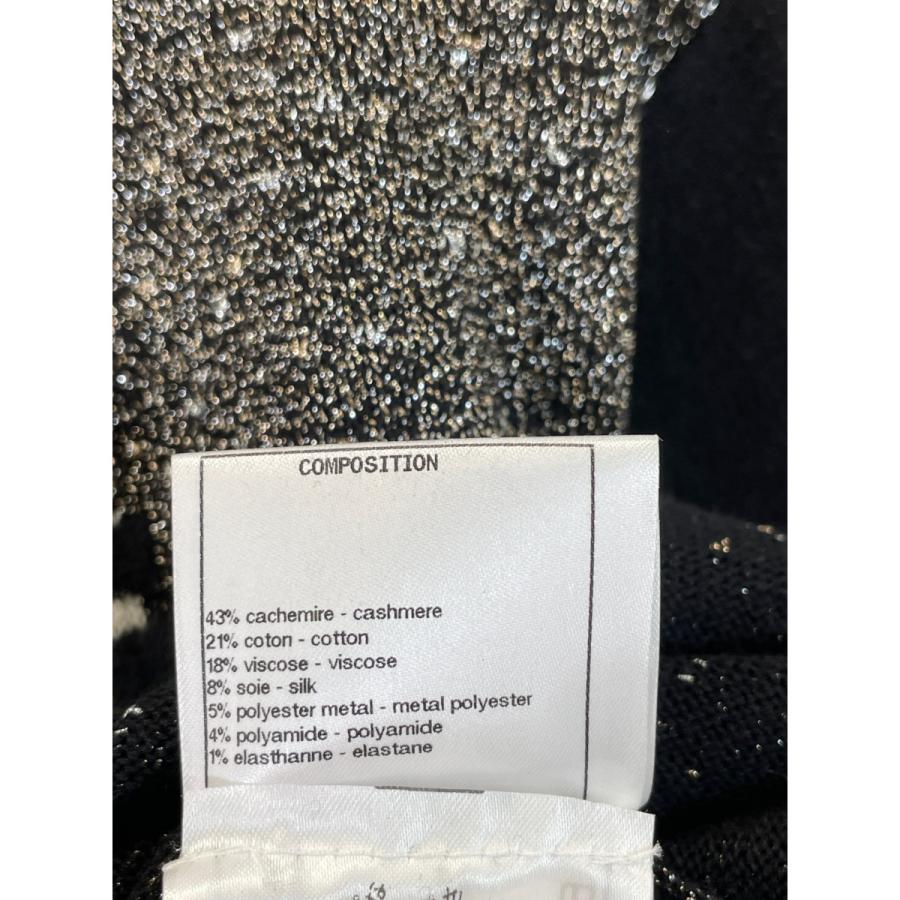 COMPOSITION
43% cachemire - cashmere
21% coton - cotton
18% viscose - viscose
8% soie - silk
5% polyester metal - metal polyester
4% polyamide - polyamide
1% elasthanne - elastane